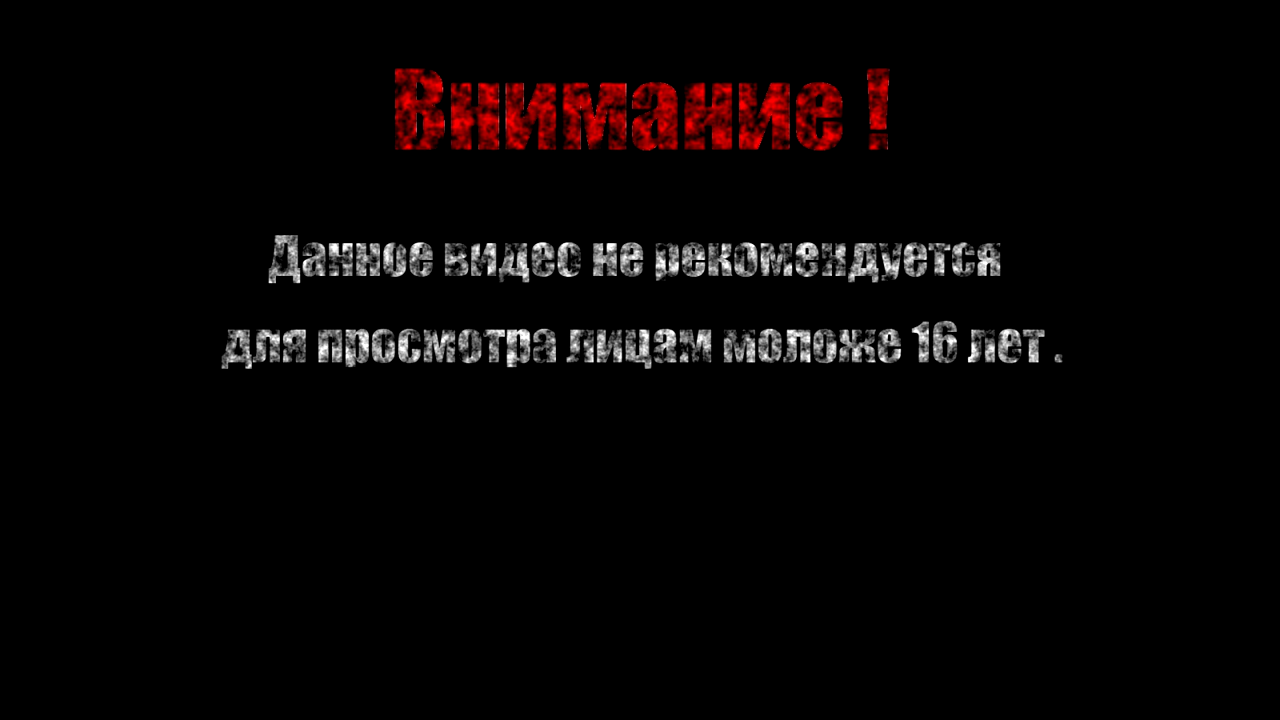 Внимание !
Данное видео не рекомендуется
для просмотра лицам моложе 16 лет .